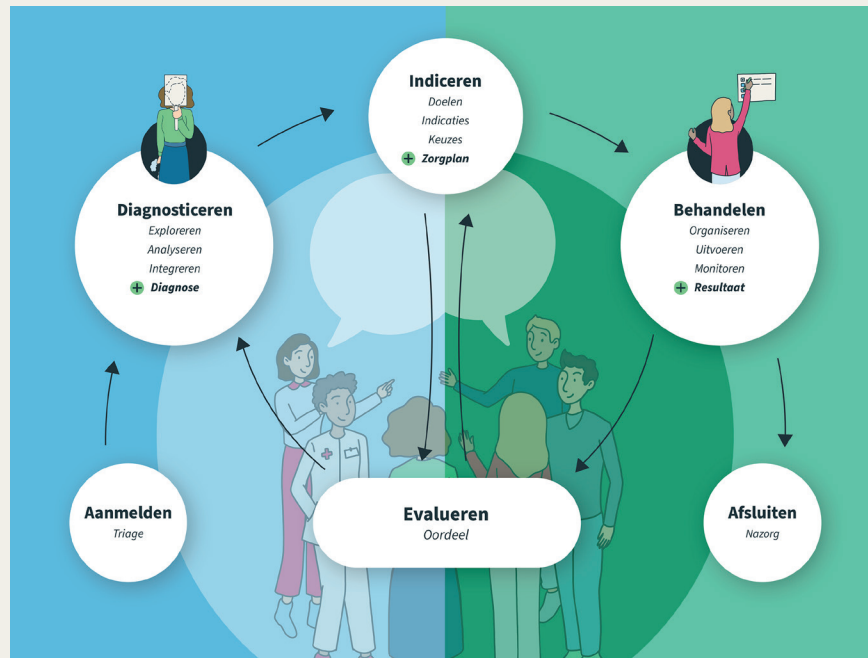 Indiceren
Doelen
Indicaties
Keuzes
+ Zorgplan
Diagnosticeren
Exploreren
Analyseren
Integreren
+ Diagnose
Behandelen
Organiseren
Uitvoeren
Monitoren
+ Resultaat
Aanmelden
Triage
Evalueren
Oordeel
Afsluiten
Nazorg